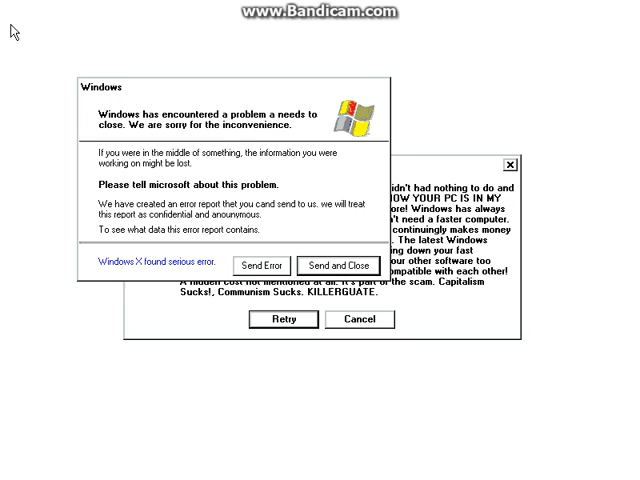 www.Bandicam.com
Windows
Windows has encountered a problem a needs to
close. We are sorry for the inconvenience.
If you were in the middle of something, the information you were
working on might be lost.
Please tell microsoft about this problem.
We have created an error report that you cand send to us. we will treat
this report as confidential and anounymous.
To see what data this error report contains.
Windows X found serious error.
Send Error
Send and Close
idn't had nothing to do and
NOW YOUR PC IS IN MY
ore! Windows has always
n't need a faster computer.
continuingly makes money
. The latest Windows
ing down your fast
our other software too
ompatible with each other!
A hidden cost not mentioned at all. It's part of the scam. Capitalism
Sucks!, Communism Sucks. KILLERGUATE.
Retry
Cancel